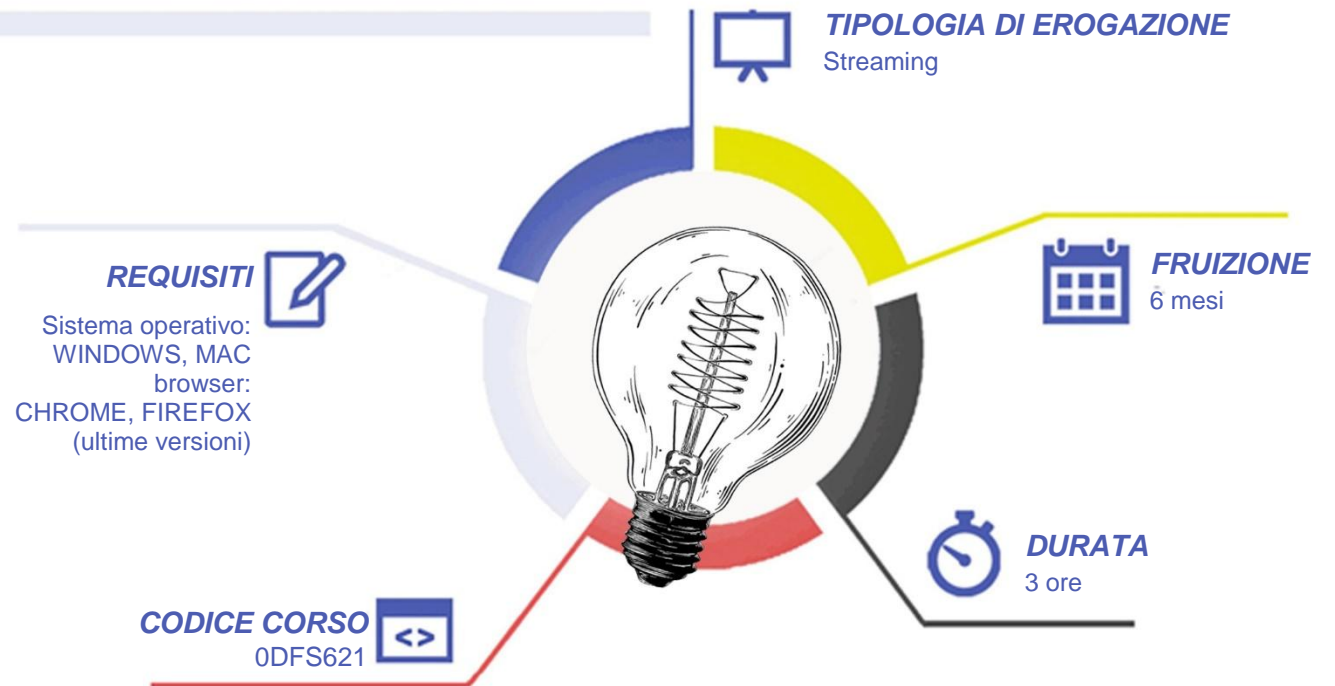 TIPOLOGIA DI EROGAZIONE
Streaming
REQUISITI
Sistema operativo:
WINDOWS, MAC
browser:
CHROME, FIREFOX
(ultime versioni)
FRUIZIONE
6 mesi
DURATA
3 ore
CODICE CORSO
0DFS621
<>